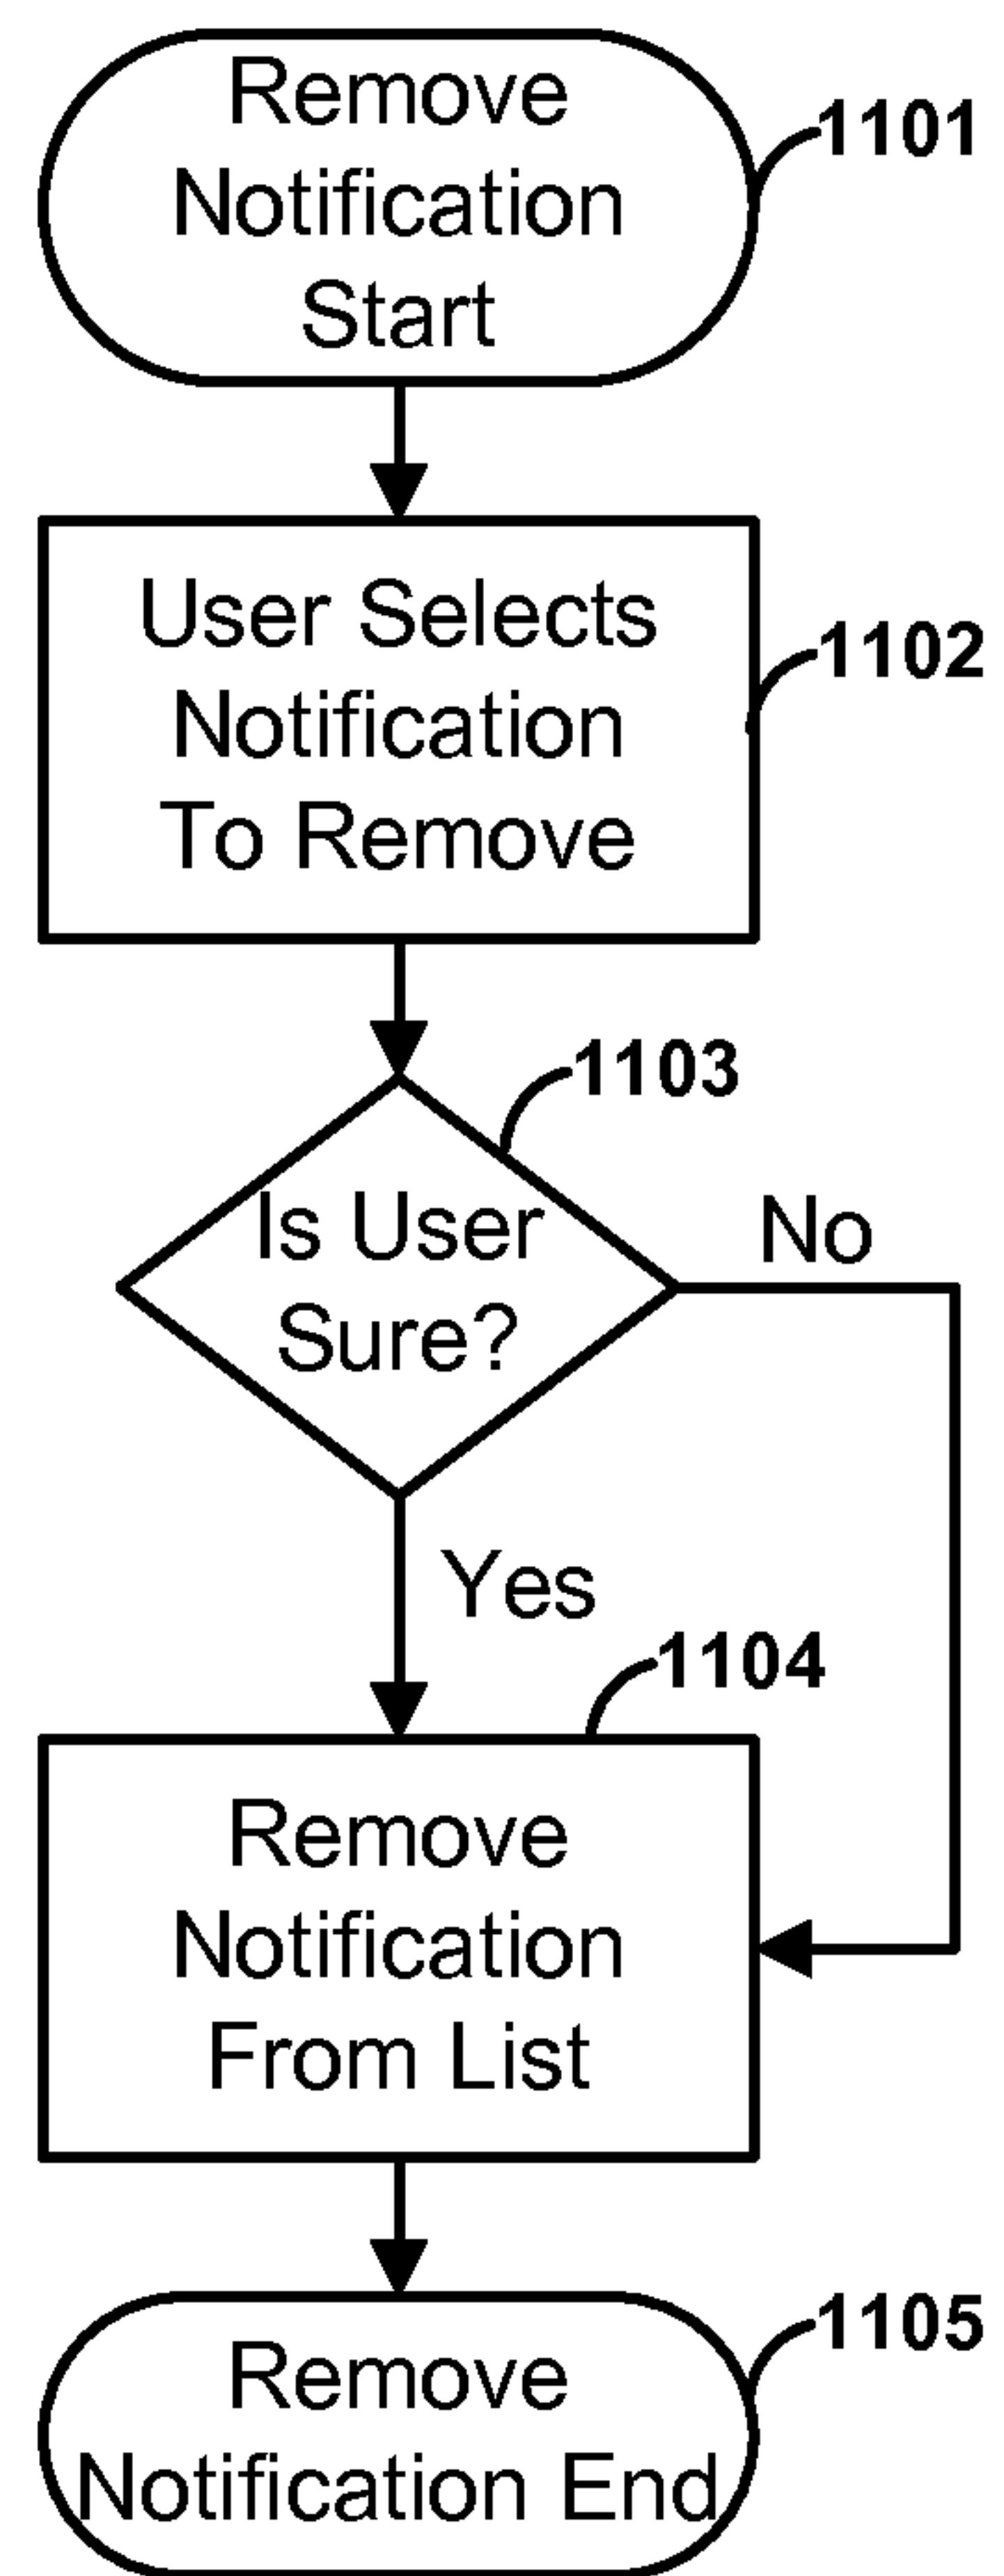 Remove
Notification
Start
1101
User Selects
Notification
To Remove
1102
1103
Is User
Sure?
No
Yes
1104
Remove
Notification
From List
Remove
Notification End
1105